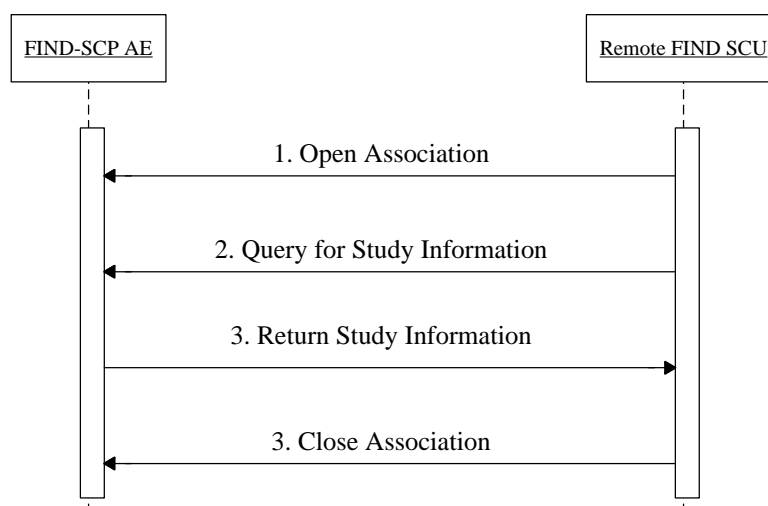 FIND-SCP AE
Remote FIND SCU
1. Open Association
2. Query for Study Information
3. Return Study Information
3. Close Association